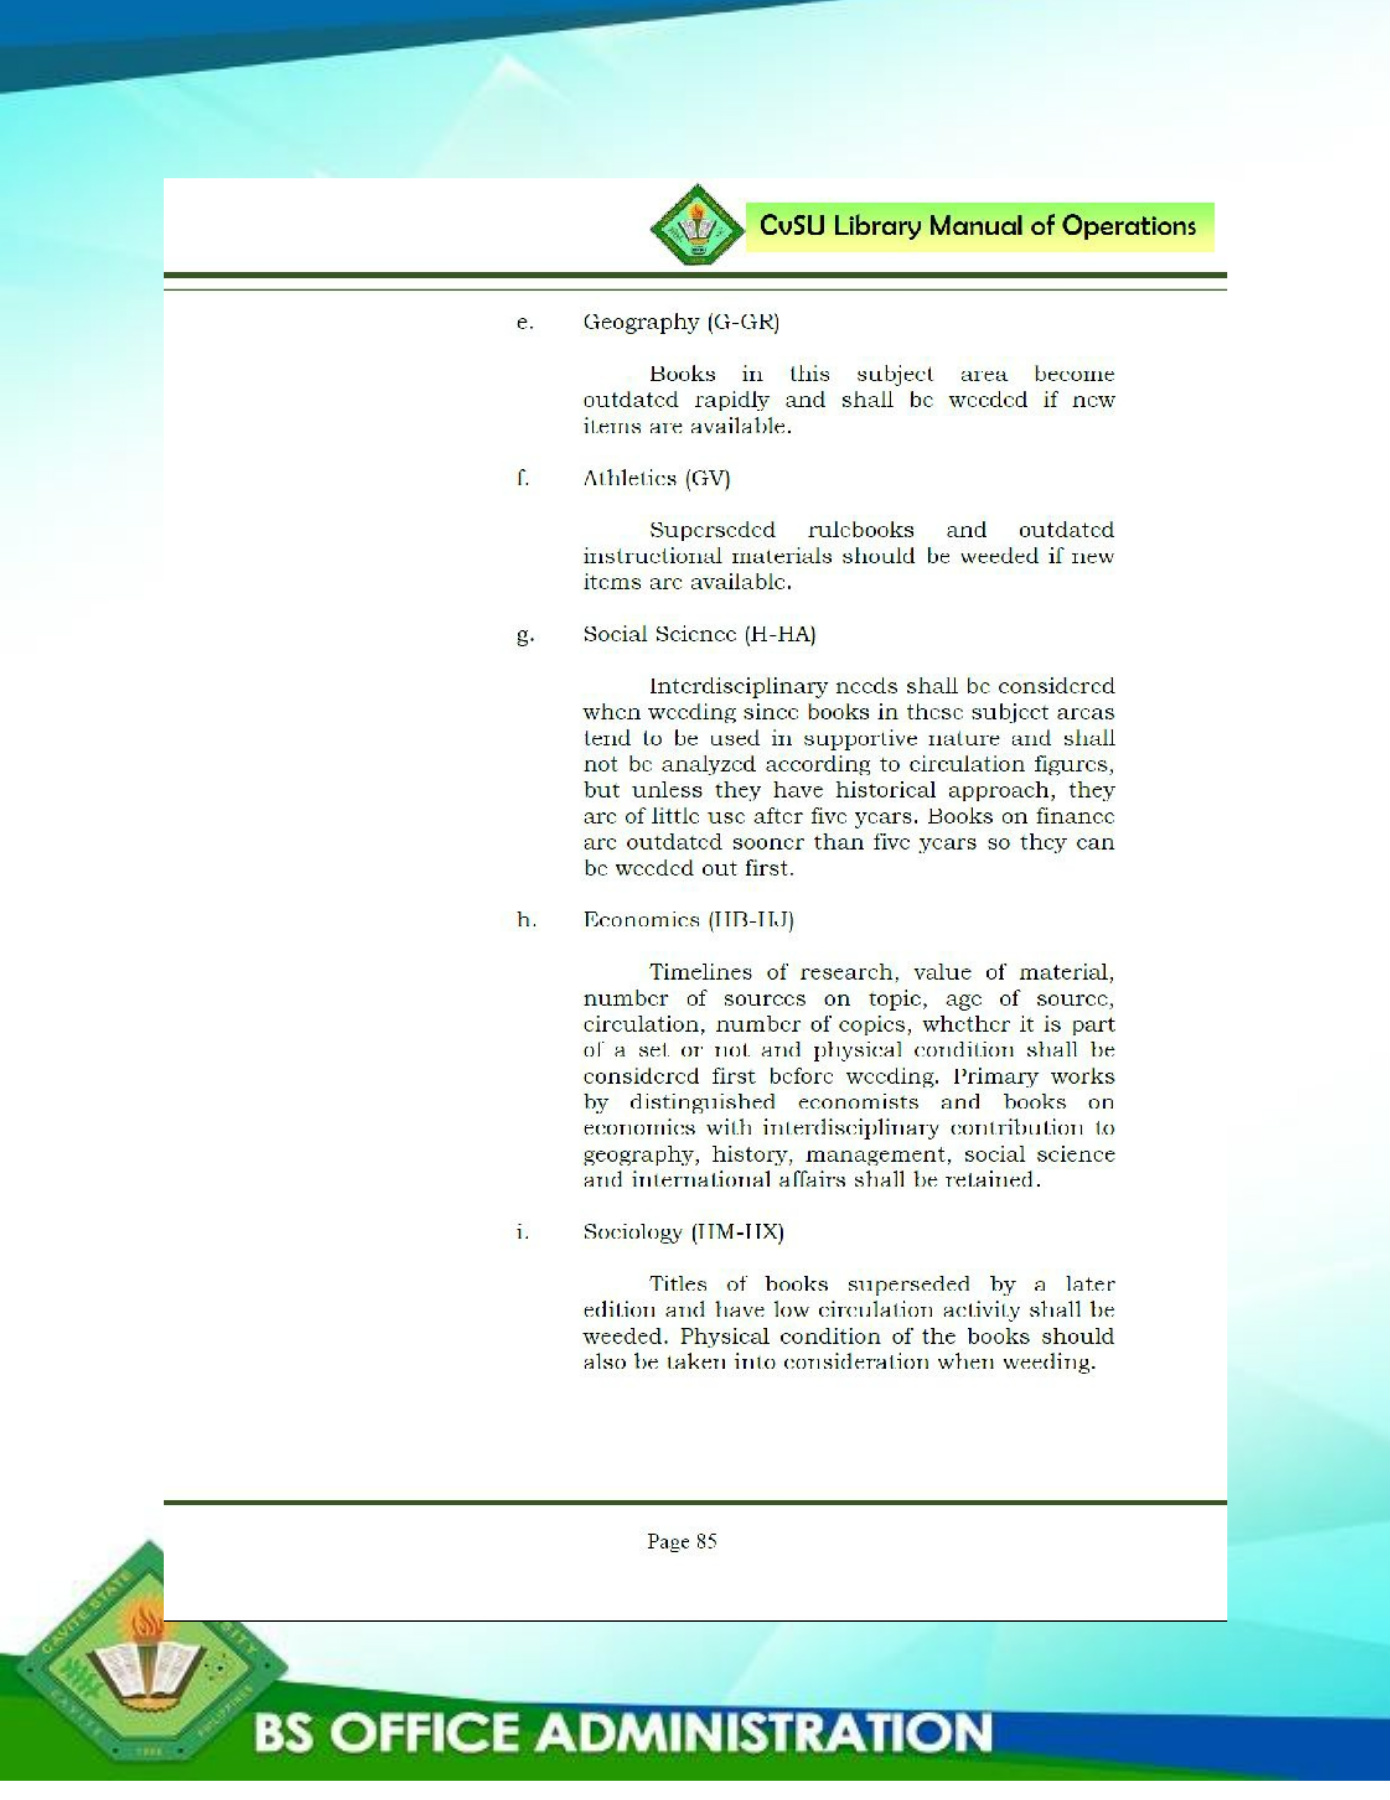 CvSU Library Manual of Operations
e. Geography (G-GR)
Books in this subject area become
outdated rapidly and shall be weeded if new
items are available.
f. Athletics (GV)
Superseded rulebooks and outdated
instructional materials should be weeded if new
items are available.
g. Social Science (H-HA)
Interdisciplinary needs shall be considered
when weeding since books in these subject areas
tend to be used in supportive nature and shall
not be analyzed according to circulation figures,
but unless they have historical approach, they
are of little use after five years. Books on finance
are outdated sooner than five years so they can
be weeded out first.
h. Economics (HB-HJ)
Timelines of research, value of material,
number of sources on topic, age of source,
circulation, number of copies, whether it is part
of a set or not and physical condition shall be
considered first before weeding. Primary works
by distinguished economists and books on
economics with interdisciplinary contribution to
geography, history, management, social science
and international affairs shall be retained.
i. Sociology (HM-HX)
Titles of books superseded by a later
edition and have low circulation activity shall be
weeded. Physical condition of the books should
also be taken into consideration when weeding.
Page 85
CAVITE STATE
SITY
CAVITE
PHILIPPINES
BS OFFICE ADMINISTRATION